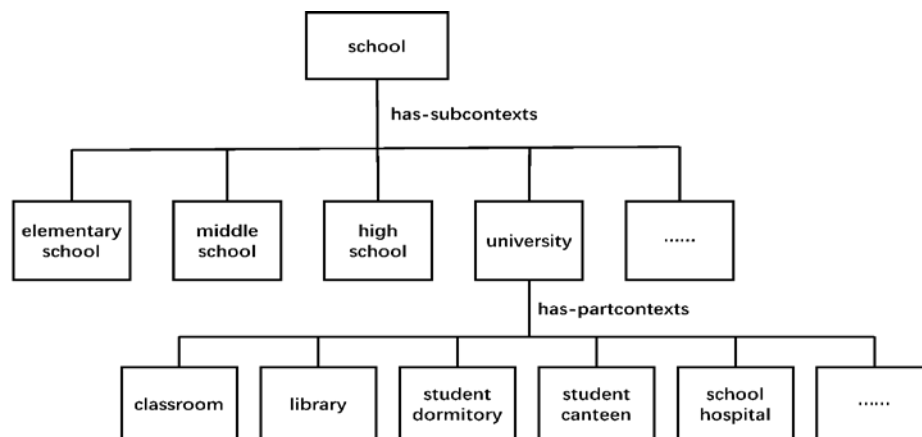 school
has-subcontexts
elementary
school
middle
school
high
school
university
······
has-partcontexts
classroom
library
student
dormitory
student
canteen
school
hospital
······